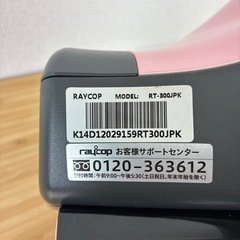 RAYCOP MODEL: RT-300JPK
K14D12029159RT300JPK
raycop お客様サポートセンター
0120-363612
受付時間:午前9:00～午後5:30(土日祝日、年末年始を除く)